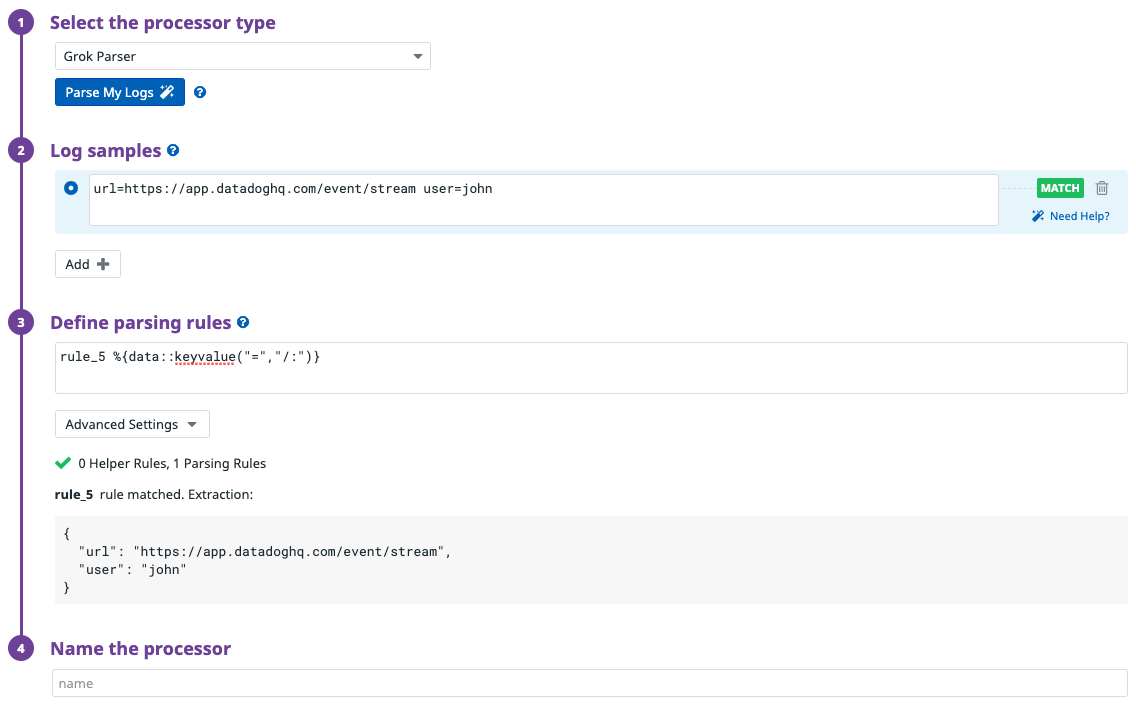 1 Select the processor type
Grok Parser
Parse My Logs ?
2 Log samples ?
url=https://app.datadoghq.com/event/stream user=john MATCH
Need Help?
Add +
3 Define parsing rules ?
rule_5 %{data::keyvalue("=","/:")}
Advanced Settings
0 Helper Rules, 1 Parsing Rules
rule_5 rule matched. Extraction:
{
"url": "https://app.datadoghq.com/event/stream",
"user": "john"
}
4 Name the processor
name